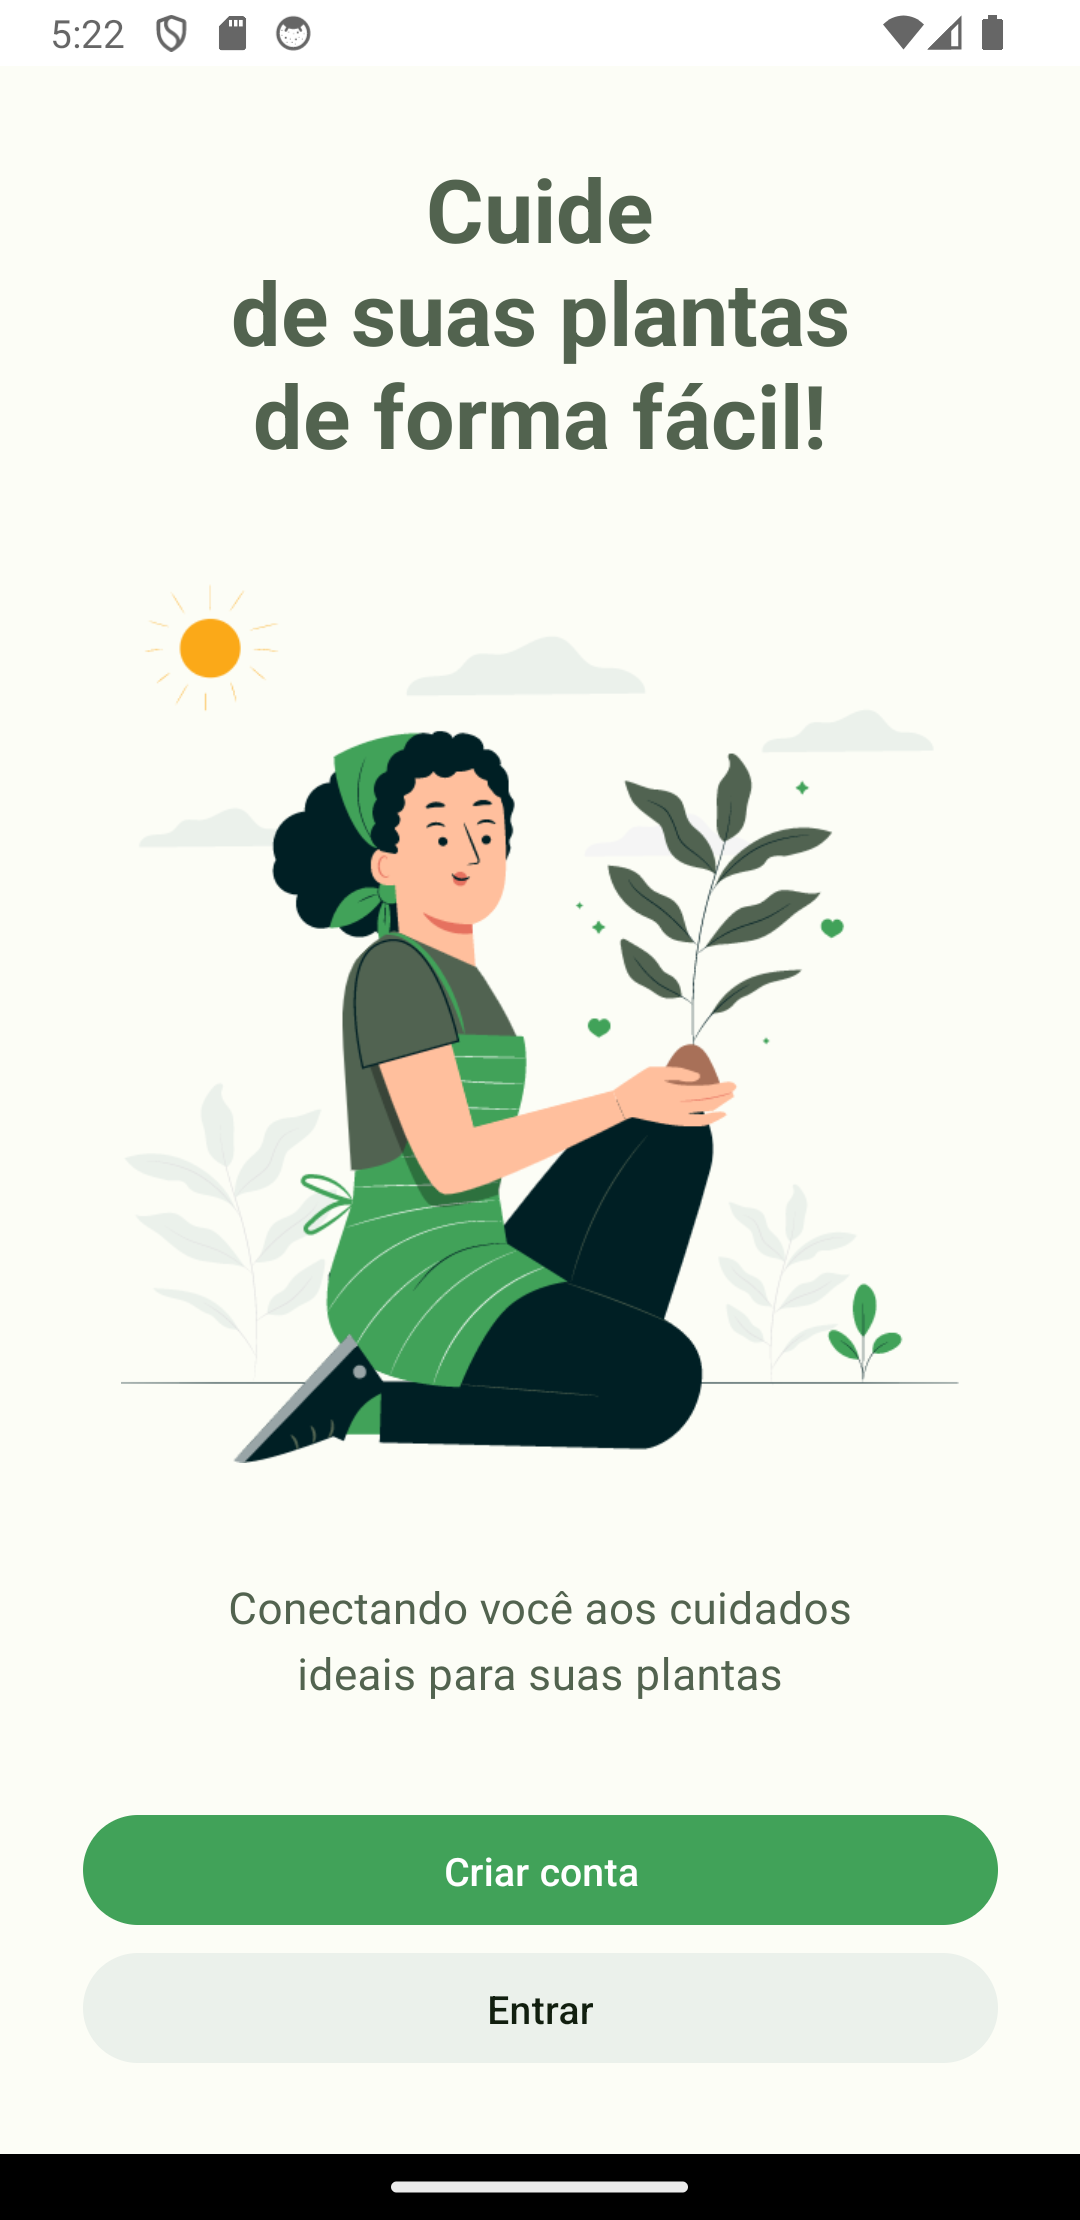 5:22
Cuide
de suas plantas
de forma fácil!
Conectando você aos cuidados
ideais para suas plantas
Criar conta
Entrar